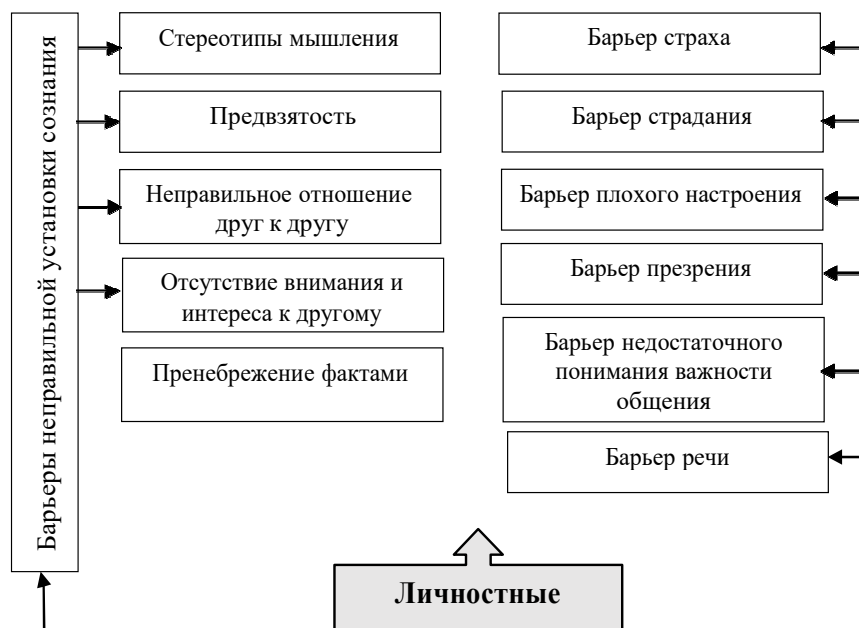 Барьеры неправильной установки сознания
Стереотипы мышления
Предвзятость
Неправильное отношение
друг к другу
Отсутствие внимания и
интереса к другому
Пренебрежение фактами
Барьер страха
Барьер страдания
Барьер плохого настроения
Барьер презрения
Барьер недостаточного
понимания важности
общения
Барьер речи
Личностные